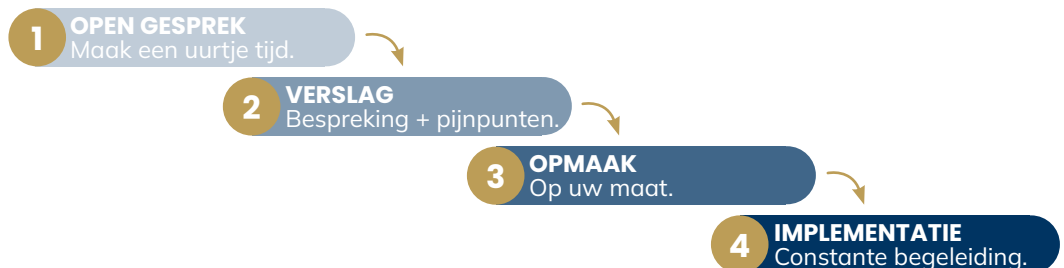 1
OPEN GESPREK
Maak een uurtje tijd.
2
VERSLAG
Bespreking + pijnpunten.
3
OPMAAK
Op uw maat.
4
IMPLEMENTATIE
Constante begeleiding.